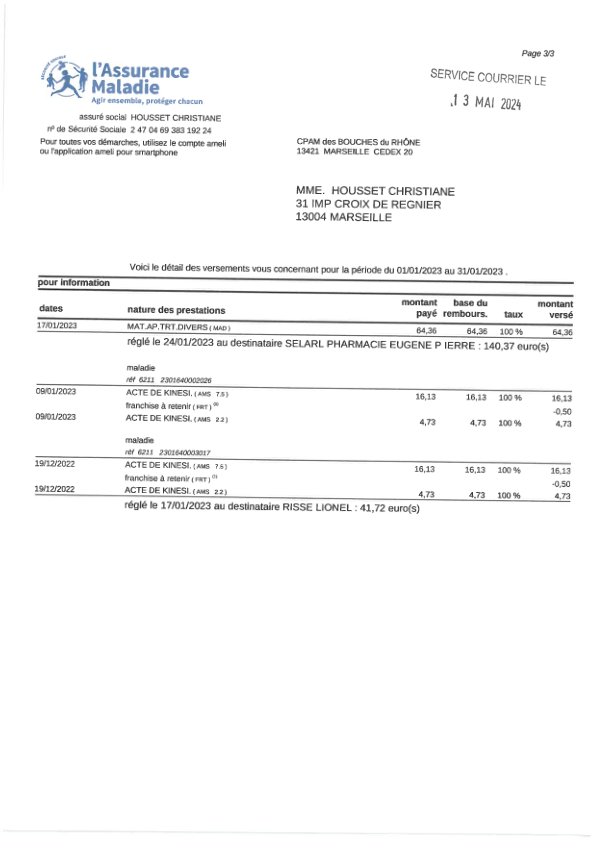 Page 3/3
SÉCURITÉ SOCIALE
l'Assurance
Maladie
Agir ensemble, protéger chacun
SERVICE COURRIER LE
13 MAI 2024
assuré social HOUSSET CHRISTIANE
nº de Sécurité Sociale 2 47 04 69 383 192 24
Pour toutes vos démarches, utilisez le compte ameli
ou l'application ameli pour smartphone
CPAM des BOUCHES du RHÔNE
13421 MARSEILLE CEDEX 20
MME. HOUSSET CHRISTIANE
31 IMP CROIX DE REGNIER
13004 MARSEILLE
Voici le détail des versements vous concernant pour la période du 01/01/2023 au 31/01/2023 .
pour information
dates nature des prestations montant payé base du rembours. taux montant versé
17/01/2023 MAT.AP.TRT.DIVERS ( MAD ) 64,36 64,36 100 % 64,36
réglé le 24/01/2023 au destinataire SELARL PHARMACIE EUGENE P IERRE : 140,37 euro(s)
maladie
réf 6211 2301640002026
09/01/2023 ACTE DE KINESI. ( AMS 7.5 ) 16,13 16,13 100 % 16,13
franchise à retenir ( FRT ) -0,50
09/01/2023 ACTE DE KINESI. ( AMS 2.2 ) 4,73 4,73 100 % 4,73
maladie
réf 6211 2301640003017
19/12/2022 ACTE DE KINESI. ( AMS 7.5 ) 16,13 16,13 100 % 16,13
franchise à retenir ( FRT ) (1) -0,50
19/12/2022 ACTE DE KINESI. ( AMS 2.2 ) 4,73 4,73 100 % 4,73
réglé le 17/01/2023 au destinataire RISSE LIONEL : 41,72 euro(s)